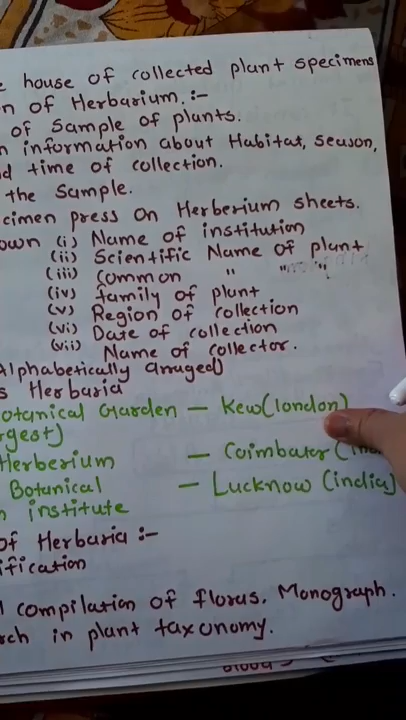 e house of collected plant specimens
n of Herbarium. :-
of Sample of plants.
n information about Habitat, season,
d time of collection.
the Sample.
cimen press on Herberium sheets.
own (i) Name of institution
(ii) Scientific Name of plant
(iii) Common " " "
(iv) family of plant
(v) Region of collection
(vi) Date of collection
(vii) Name of collector.
Alphabetically arranged)
s Herbaria
otanical Garden — Kew (london)
rgest)
Herberium — Coimbater (
Botanical — Lucknow (india)
n institute
of Herbaria :-
ification
l compilation of floras, Monograph.
rch in plant taxonomy.